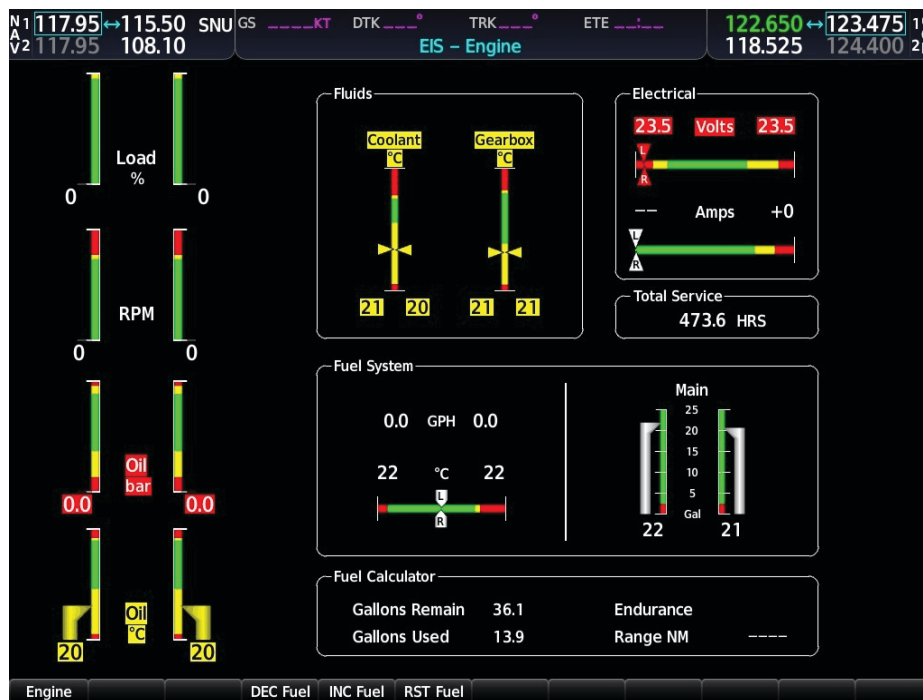 N 1 117.95 ↔ 115.50 SNU GS ____KT DTK ____° TRK ____° ETE __:__ 122.650 ↔ 123.475 1
A
V 2 117.95 108.10 EIS – Engine 118.525 124.400 2
Fluids
Electrical
Coolant °C
Gearbox °C
23.5 Volts 23.5
L
R
Load %
0 0
–– Amps +0
L
R
21 20 21 21
Total Service
473.6 HRS
RPM
0 0
Fuel System
0.0 GPH 0.0
22 °C 22
L
R
Main
25
20
15
10
5
Gal
22 21
Oil bar
0.0 0.0
Oil °C
20 20
Fuel Calculator
Gallons Remain 36.1 Endurance
Gallons Used 13.9 Range NM ––––
Engine DEC Fuel INC Fuel RST Fuel